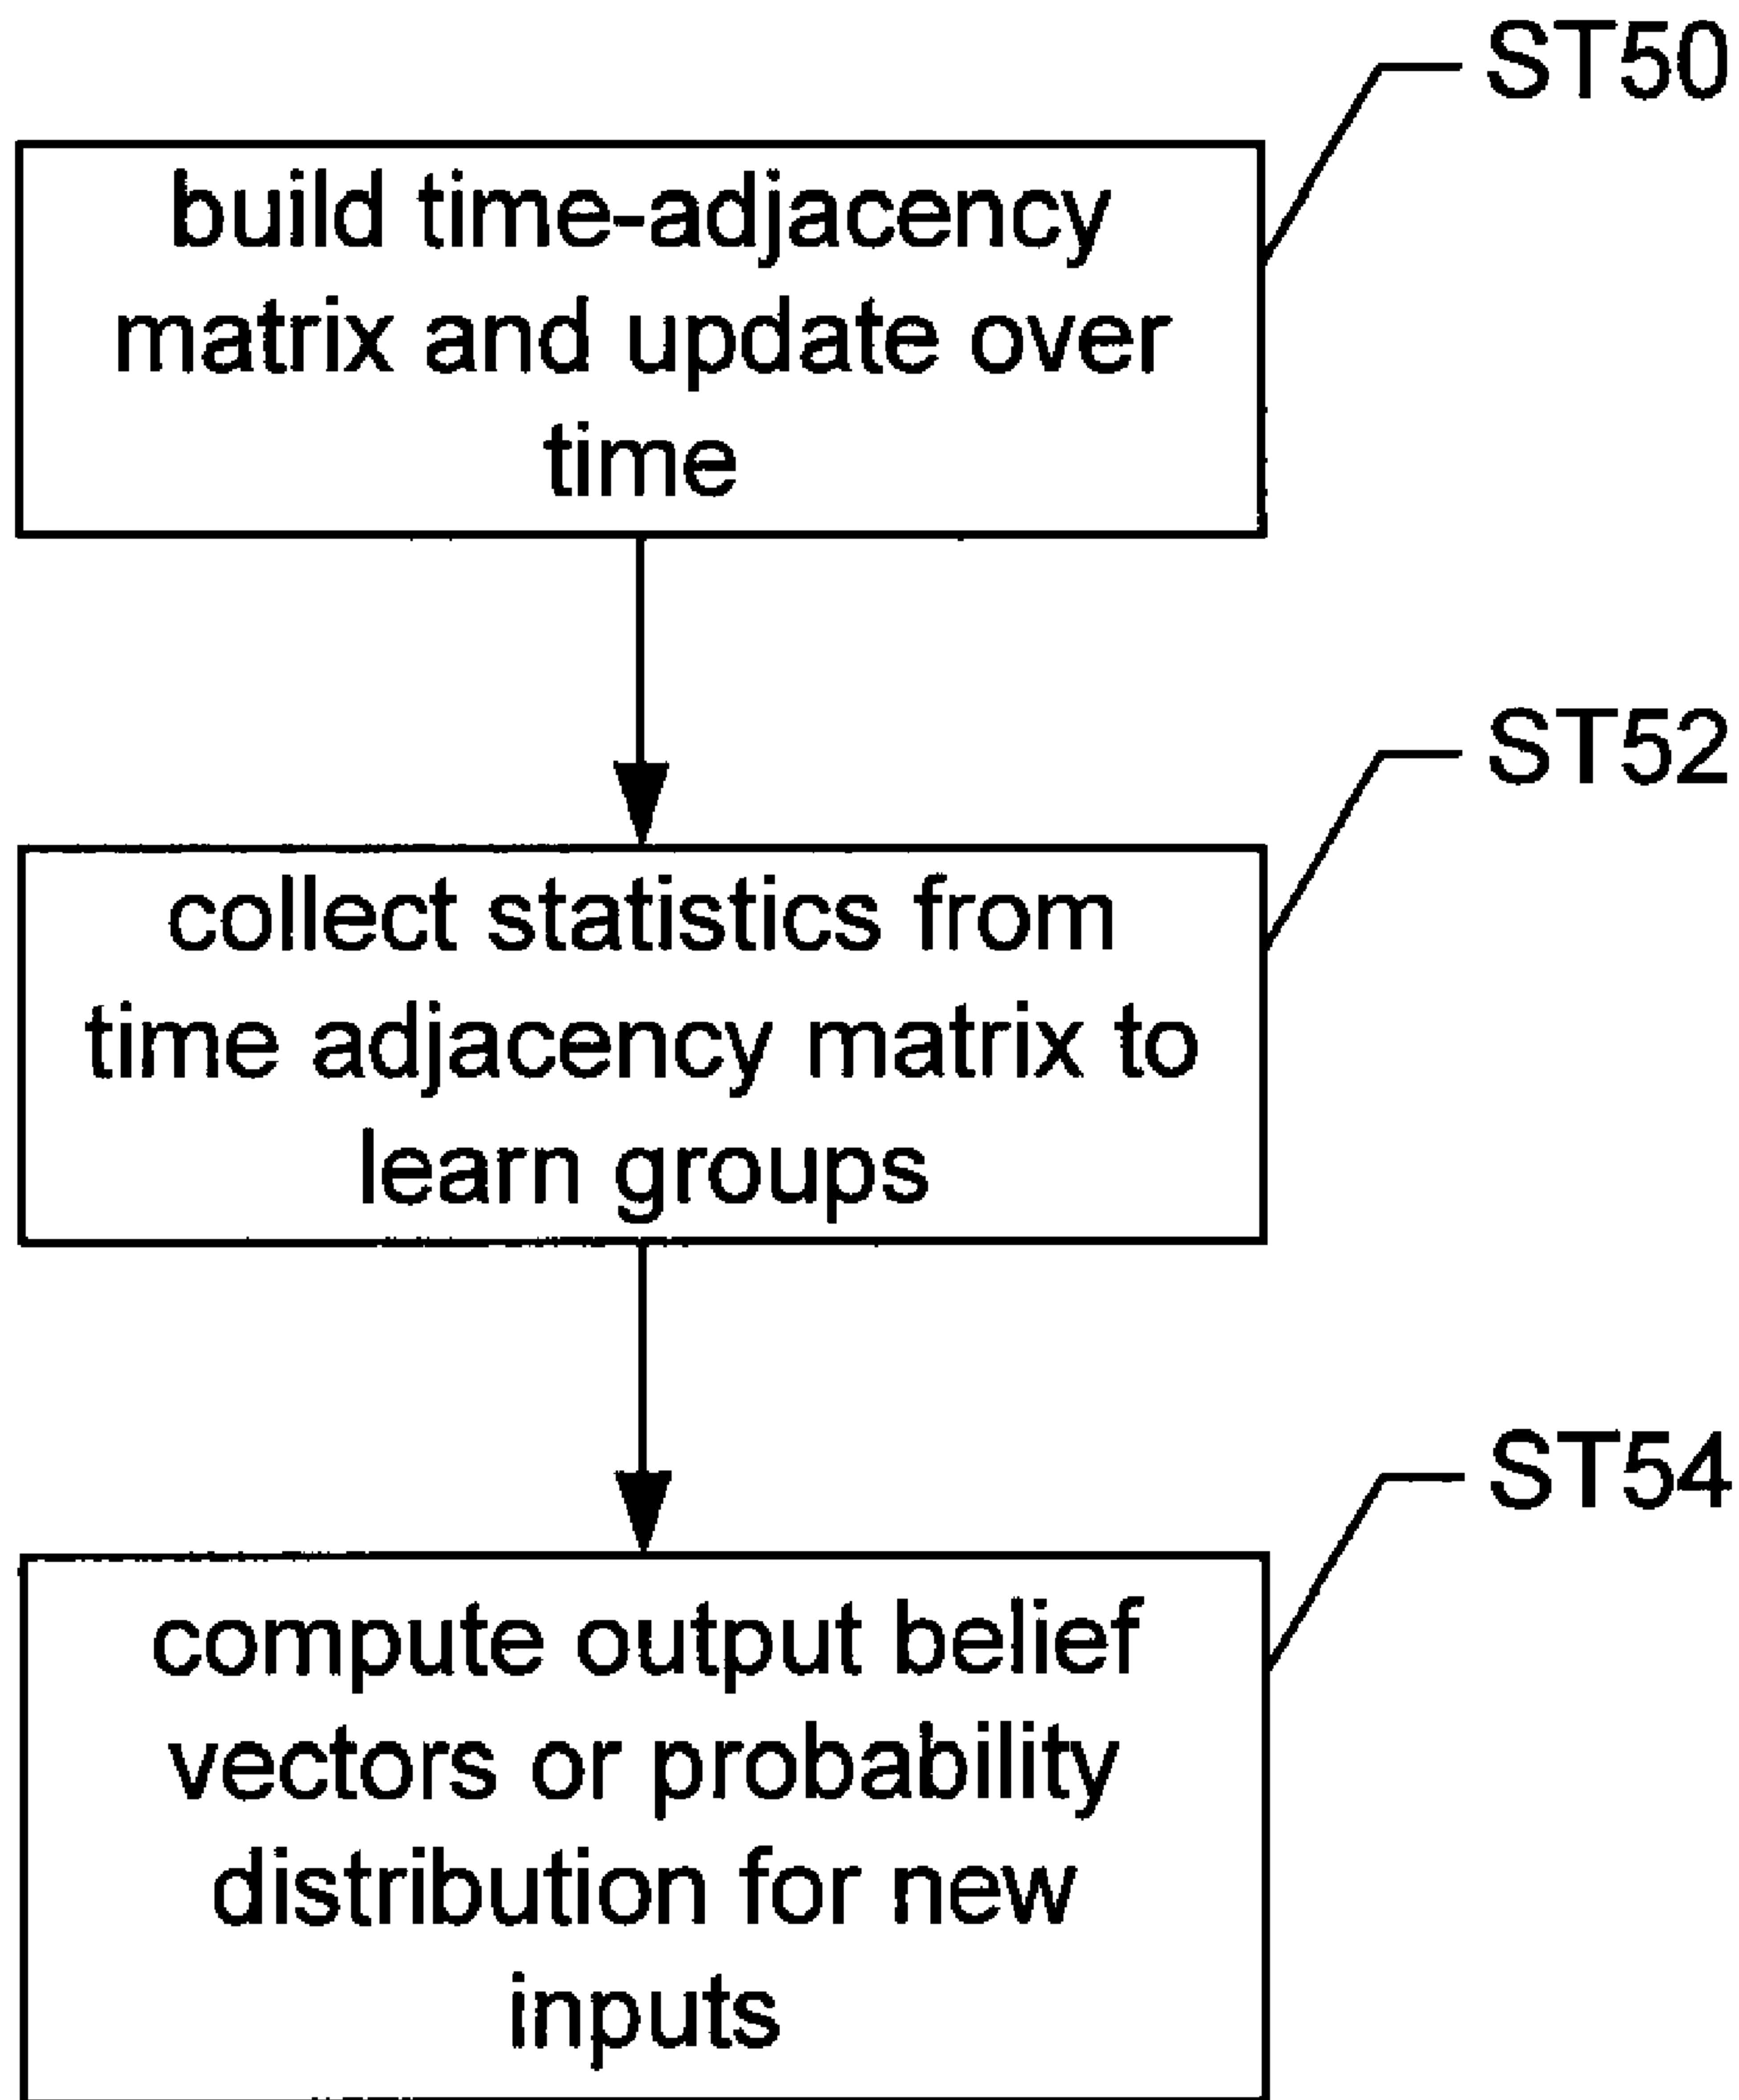 ST50
build time-adjacency
matrix and update over
time
ST52
collect statistics from
time adjacency matrix to
learn groups
ST54
compute output belief
vectors or probability
distribution for new
inputs